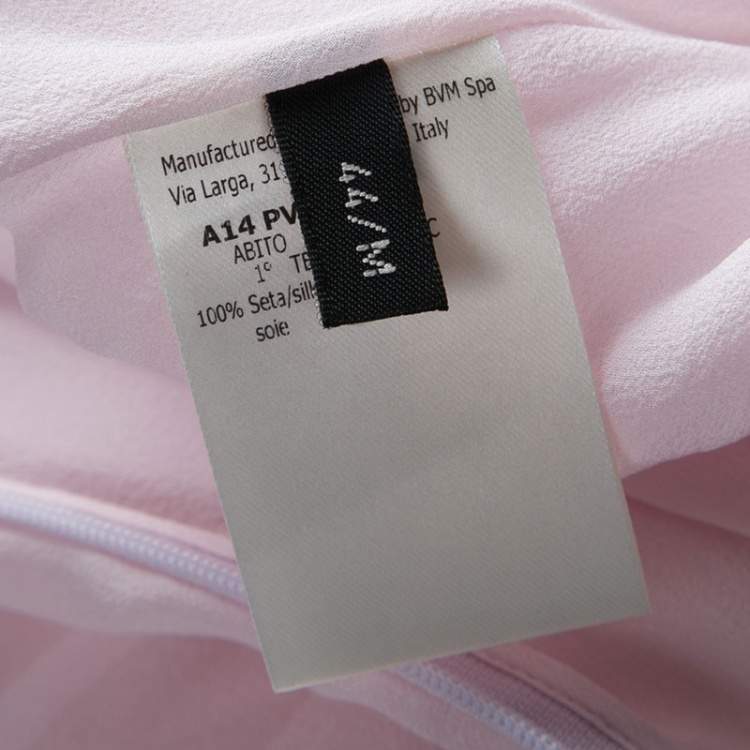 Manufactured by BVM Spa
Via Larga, 31 Italy
A14 PV C
ABITO
1° TE
100% Seta/silk
soie
44/M